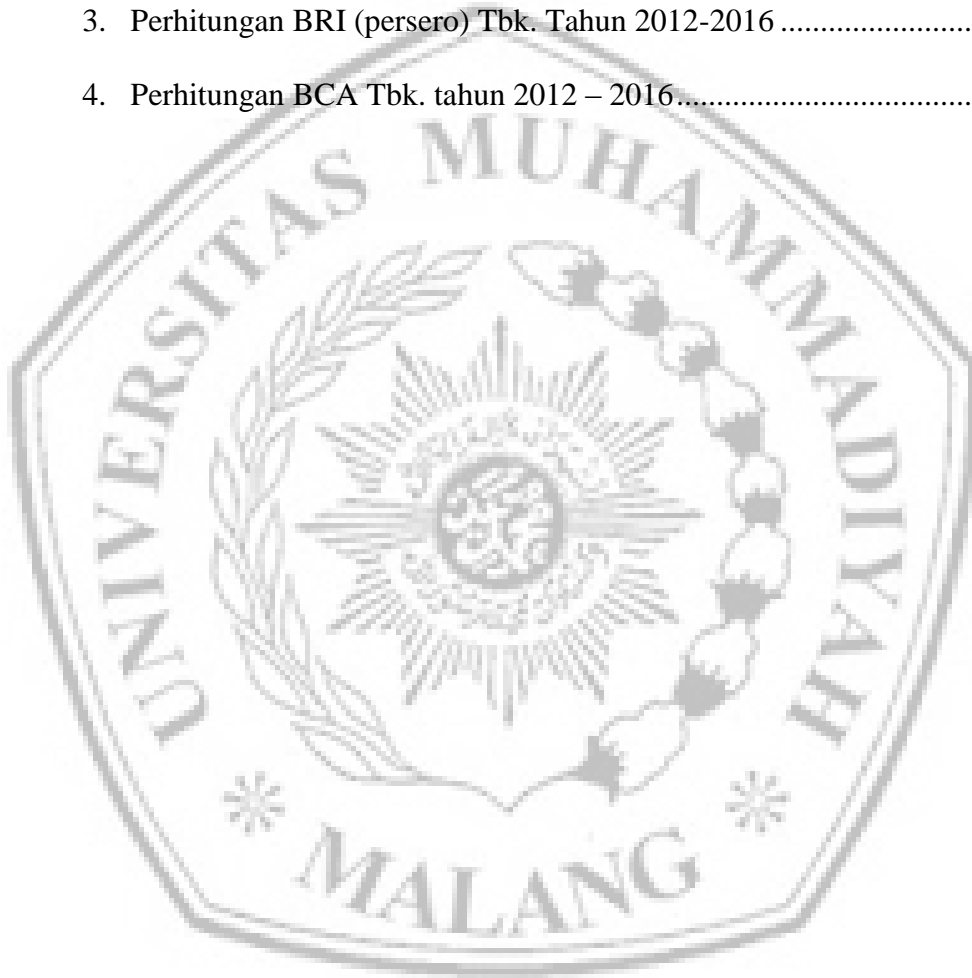 3. Perhitungan BRI (persero) Tbk. Tahun 2012-2016 ........................
4. Perhitungan BCA Tbk. tahun 2012 – 2016.....................................
UNIVERSITAS MUHAMMADIYAH
MALANG